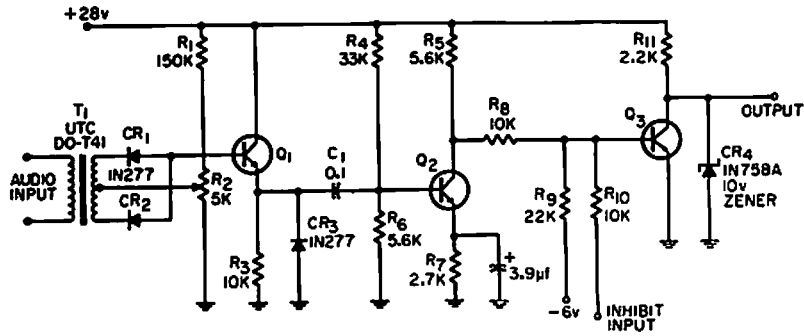 +28v
R1
150K
R4
33K
R5
5.6K
R11
2.2K
T1
UTC
DO-T41
CR1
1N277
Q1
C1
0.1
Q2
R8
10K
Q3
OUTPUT
CR4
1N758A
10v
ZENER
AUDIO
INPUT
R2
5K
CR2
R3
10K
CR3
1N277
R6
5.6K
R7
2.7K
+
3.9µf
R9
22K
R10
10K
-6v
INHIBIT
INPUT